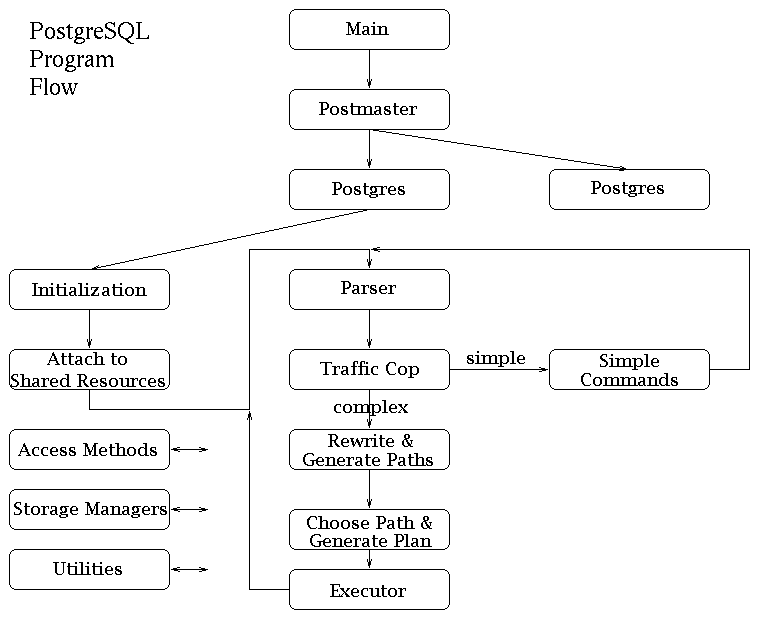 PostgreSQL
Program
Flow
Main
Postmaster
Postgres
Postgres
Initialization
Parser
Attach to
Shared Resources
Traffic Cop
simple
Simple
Commands
complex
Access Methods
Rewrite &
Generate Paths
Storage Managers
Choose Path &
Generate Plan
Utilities
Executor